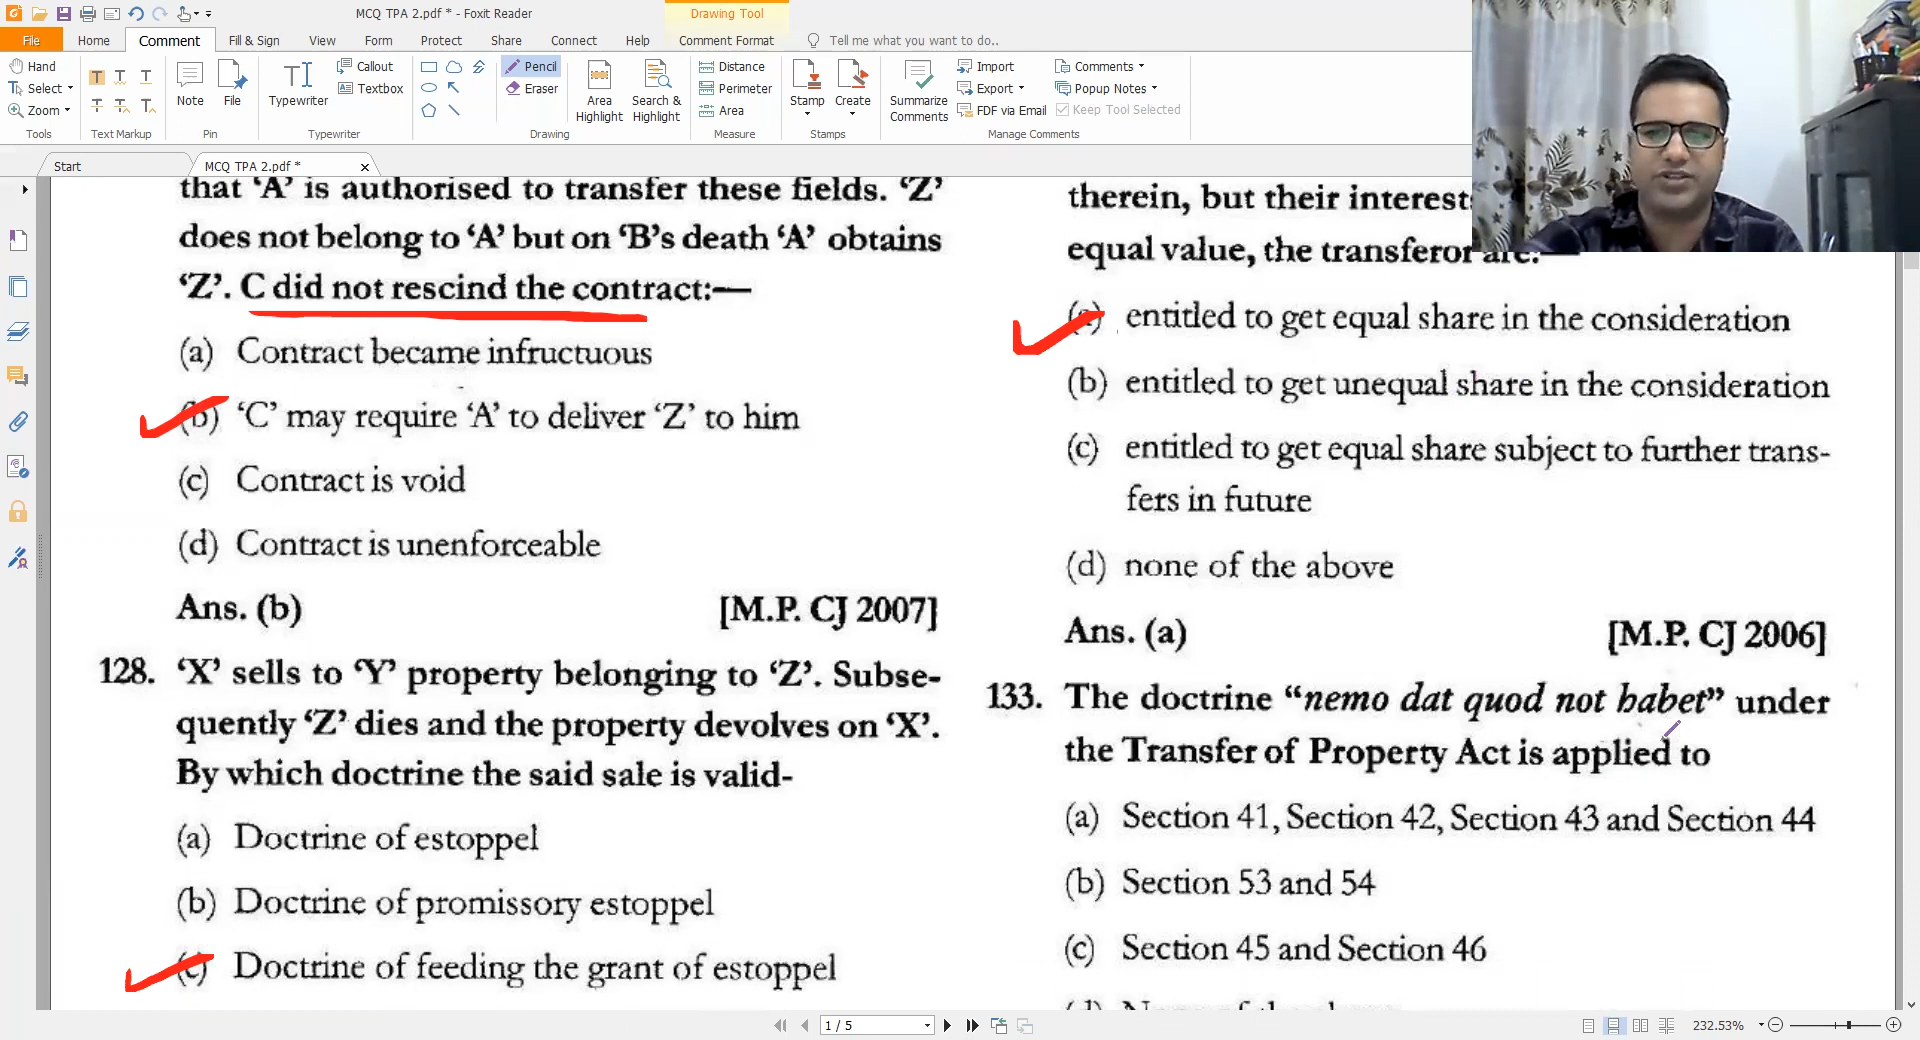 MCQ TPA 2.pdf * - Foxit Reader
Drawing Tool
File
Home
Comment
Fill & Sign
View
Form
Protect
Share
Connect
Help
Comment Format
Tell me what you want to do..
Hand
Select
Zoom
Tools
Text Markup
Note
File
Pin
Typewriter
Callout
Textbox
Typewriter
Pencil
Eraser
Area
Highlight
Search &
Highlight
Drawing
Distance
Perimeter
Area
Measure
Stamp
Create
Stamps
Summarize
Comments
Import
Export
FDF via Email
Comments
Popup Notes
Keep Tool Selected
Manage Comments
Start
MCQ TPA 2.pdf *
that ‘A’ is authorised to transfer these fields. ‘Z’
does not belong to ‘A’ but on ‘B’s death ‘A’ obtains
‘Z’. C did not rescind the contract:—
(a) Contract became infructuous
(b) ‘C’ may require ‘A’ to deliver ‘Z’ to him
(c) Contract is void
(d) Contract is unenforceable
Ans. (b) [M.P. CJ 2007]
128. ‘X’ sells to ‘Y’ property belonging to ‘Z’. Subse-
quently ‘Z’ dies and the property devolves on ‘X’.
By which doctrine the said sale is valid-
(a) Doctrine of estoppel
(b) Doctrine of promissory estoppel
(c) Doctrine of feeding the grant of estoppel
therein, but their interest
equal value, the transferor are:—
(a) entitled to get equal share in the consideration
(b) entitled to get unequal share in the consideration
(c) entitled to get equal share subject to further trans-
fers in future
(d) none of the above
Ans. (a) [M.P. CJ 2006]
133. The doctrine “nemo dat quod not habet” under
the Transfer of Property Act is applied to
(a) Section 41, Section 42, Section 43 and Section 44
(b) Section 53 and 54
(c) Section 45 and Section 46
1 / 5
232.53%